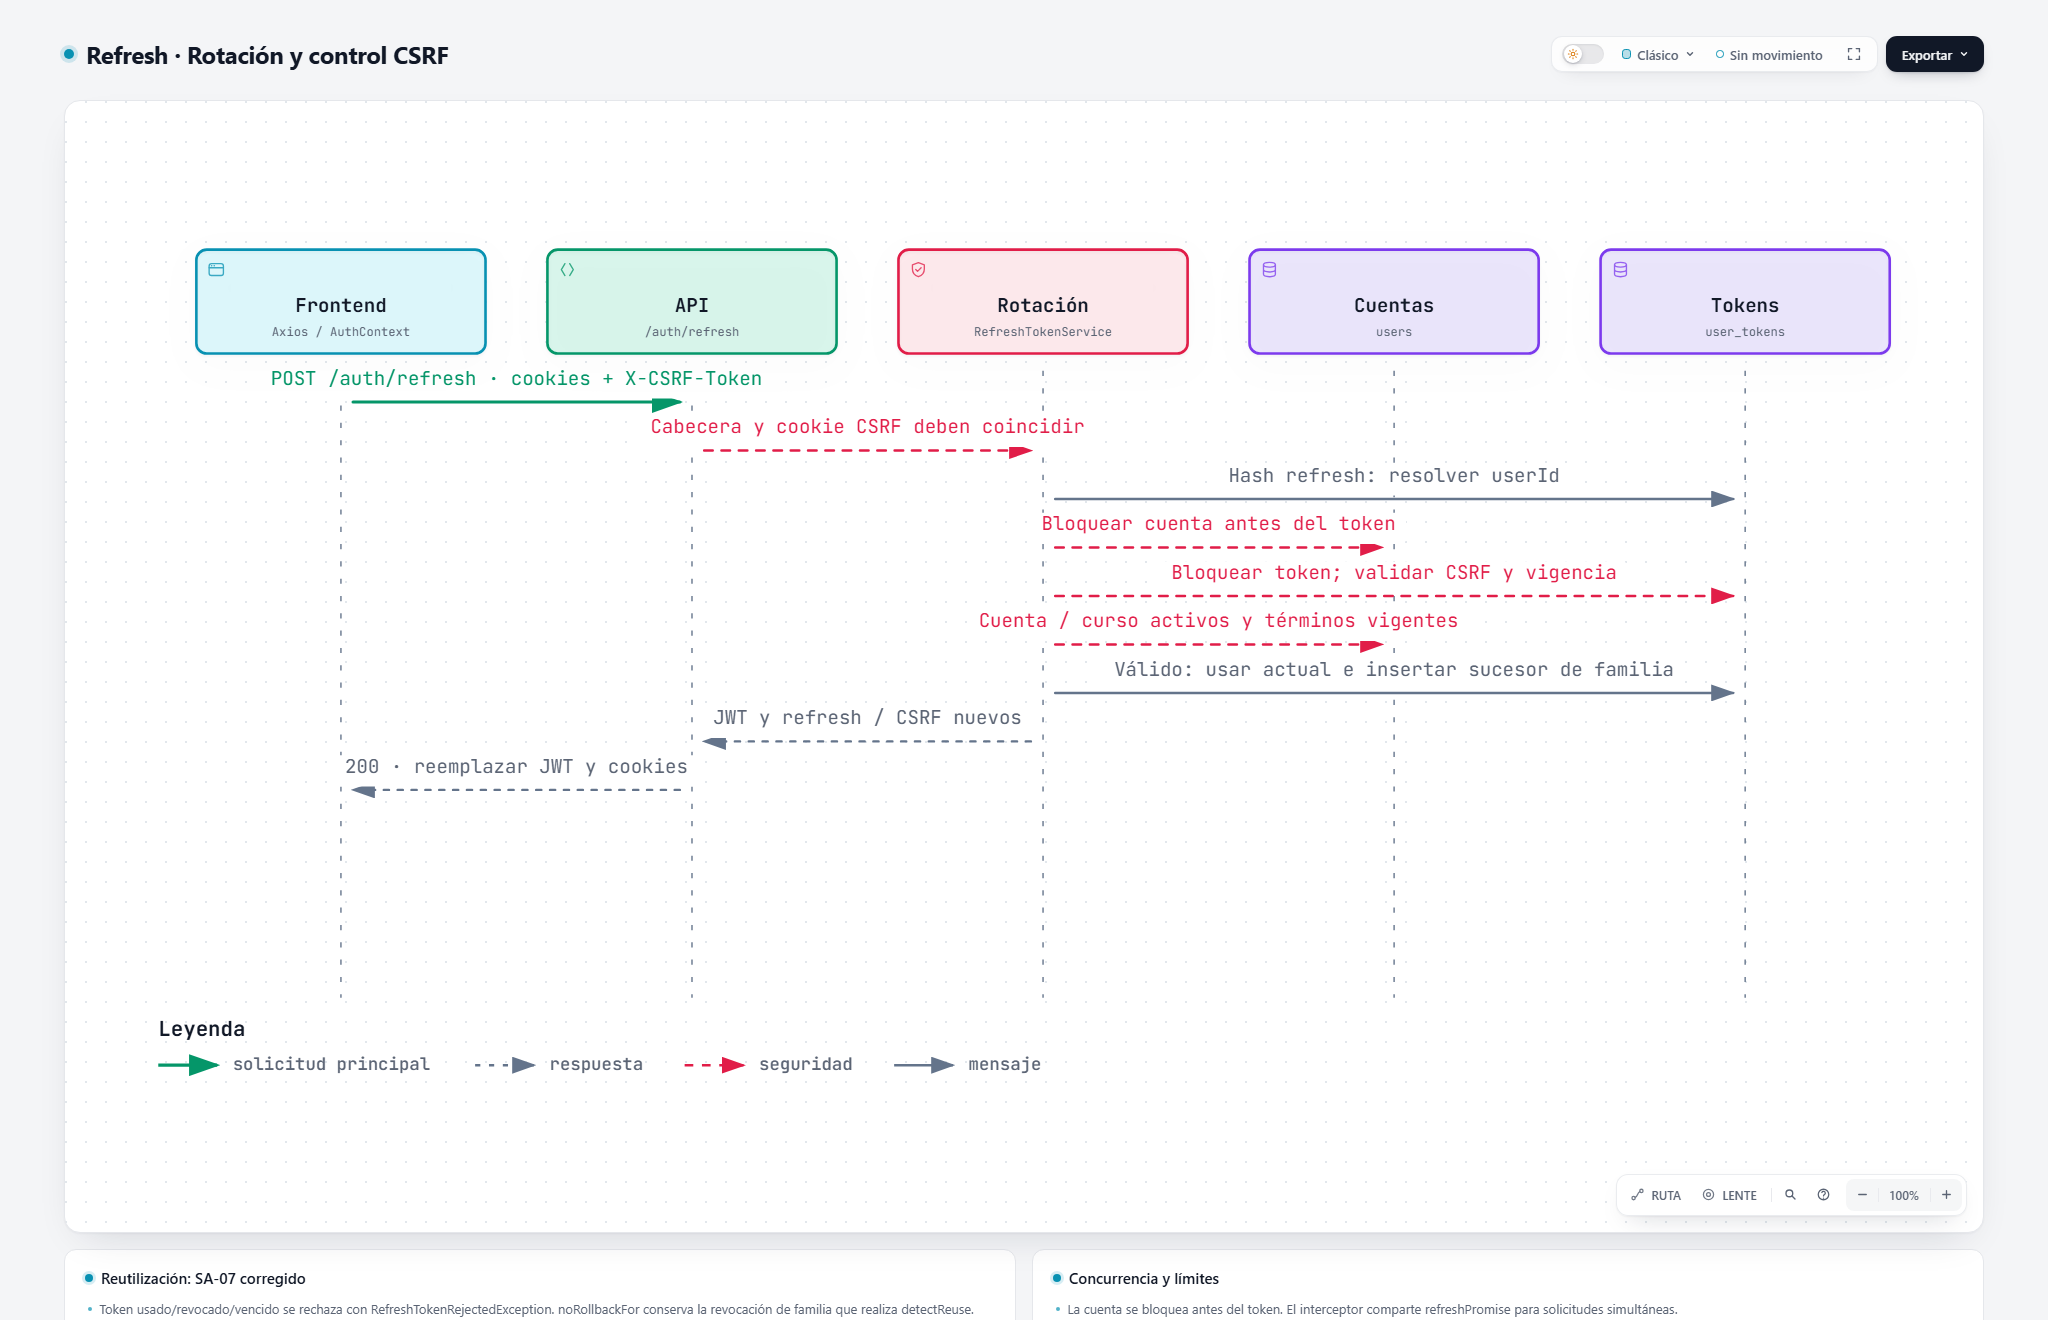 Refresh · Rotación y control CSRF
Clásico
Sin movimiento
Exportar
Frontend
Axios / AuthContext
API
/auth/refresh
Rotación
RefreshTokenService
Cuentas
users
Tokens
user_tokens
POST /auth/refresh · cookies + X-CSRF-Token
Cabecera y cookie CSRF deben coincidir
Hash refresh: resolver userId
Bloquear cuenta antes del token
Bloquear token; validar CSRF y vigencia
Cuenta / curso activos y términos vigentes
Válido: usar actual e insertar sucesor de familia
JWT y refresh / CSRF nuevos
200 · reemplazar JWT y cookies
Leyenda
solicitud principal
respuesta
seguridad
mensaje
RUTA
LENTE
100%
Reutilización: SA-07 corregido
• Token usado/revocado/vencido se rechaza con RefreshTokenRejectedException. noRollbackFor conserva la revocación de familia que realiza detectReuse.
Concurrencia y límites
• La cuenta se bloquea antes del token. El interceptor comparte refreshPromise para solicitudes simultáneas.